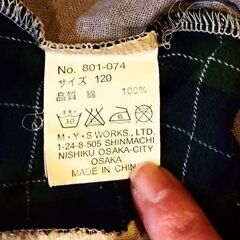 No. 801-074
サイズ 120
品質 綿 100%
30
M・Y・S WORKS., LTD.
1-24-8-505 SHINMACHI
NISHIKU OSAKA-CITY
OSAKA
MADE IN CHINA